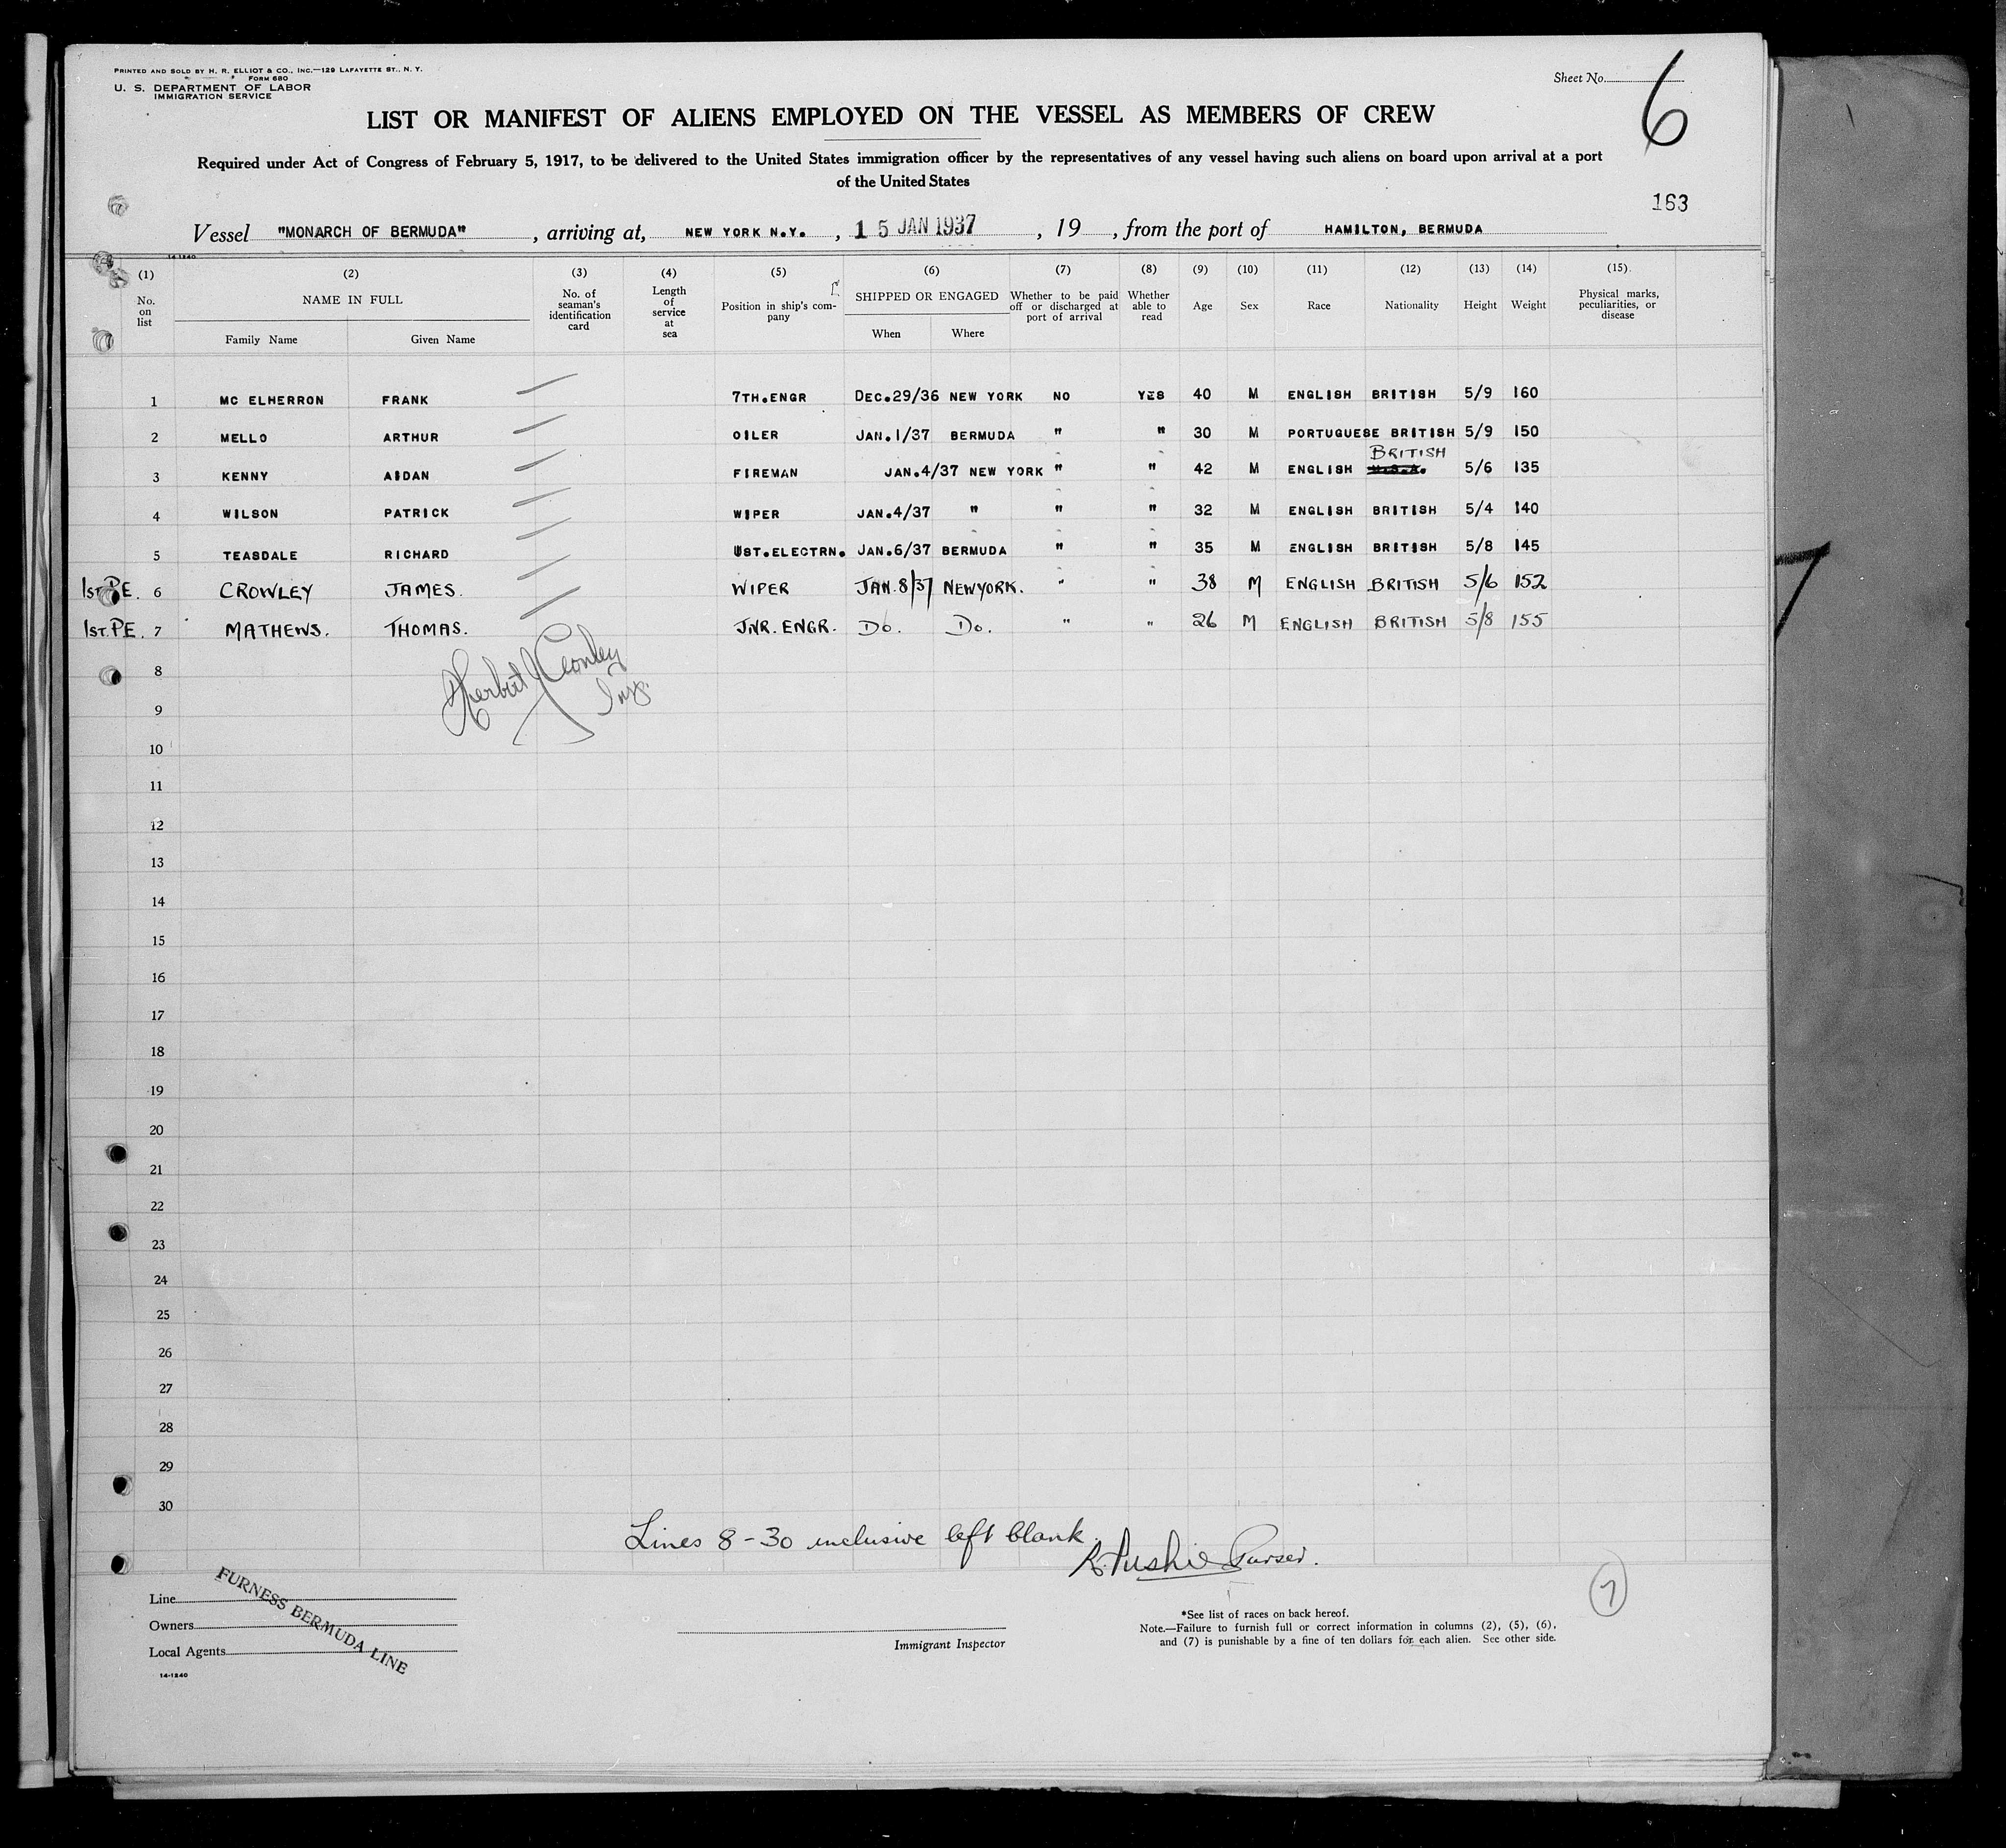 PRINTED AND SOLD BY H. R. ELLIOT & CO., INC.—129 LAFAYETTE ST., N. Y.
FORM 680
U. S. DEPARTMENT OF LABOR
IMMIGRATION SERVICE
Sheet No. 6
LIST OR MANIFEST OF ALIENS EMPLOYED ON THE VESSEL AS MEMBERS OF CREW
Required under Act of Congress of February 5, 1917, to be delivered to the United States immigration officer by the representatives of any vessel having such aliens on board upon arrival at a port
of the United States
163
Vessel "MONARCH OF BERMUDA", arriving at, NEW YORK N.Y., 15 JAN 1937, 19 , from the port of HAMILTON, BERMUDA
14-1240
(1) (2) (3) (4) (5) (6) (7) (8) (9) (10) (11) (12) (13) (14) (15)
No. on list NAME IN FULL Family Name Given Name No. of seaman's identification card Length of service at sea Position in ship's company SHIPPED OR ENGAGED When Where Whether to be paid off or discharged at port of arrival Whether able to read Age Sex Race Nationality Height Weight Physical marks, peculiarities, or disease
1 MC ELHERRON FRANK 7TH.ENGR DEC.29/36 NEW YORK NO YES 40 M ENGLISH BRITISH 5/9 160
2 MELLO ARTHUR OILER JAN.1/37 BERMUDA " " 30 M PORTUGUESE BRITISH 5/9 150
BRITISH
3 KENNY AIDAN FIREMAN JAN.4/37 NEW YORK " " 42 M ENGLISH U.S.A. 5/6 135
4 WILSON PATRICK WIPER JAN.4/37 " " " 32 M ENGLISH BRITISH 5/4 140
5 TEASDALE RICHARD 1ST.ELECTRN. JAN.6/37 BERMUDA " " 35 M ENGLISH BRITISH 5/8 145
1ST.P.E. 6 CROWLEY JAMES. WIPER JAN.8/37 NEWYORK. " " 38 M ENGLISH BRITISH 5/6 152
1ST.P.E. 7 MATHEWS. THOMAS. JNR. ENGR. Do. Do. " " 26 M ENGLISH BRITISH 5/8 155
Herbert J Crowley
Insp.
8
9
10
11
12
13
14
15
16
17
18
19
20
21
22
23
24
25
26
27
28
29
30
Lines 8-30 inclusive left blank.
Purser.
7
Line
Owners
Local Agents
FURNESS BERMUDA LINE
14-1240
Immigrant Inspector
*See list of races on back hereof.
Note.—Failure to furnish full or correct information in columns (2), (5), (6),
and (7) is punishable by a fine of ten dollars for each alien. See other side.